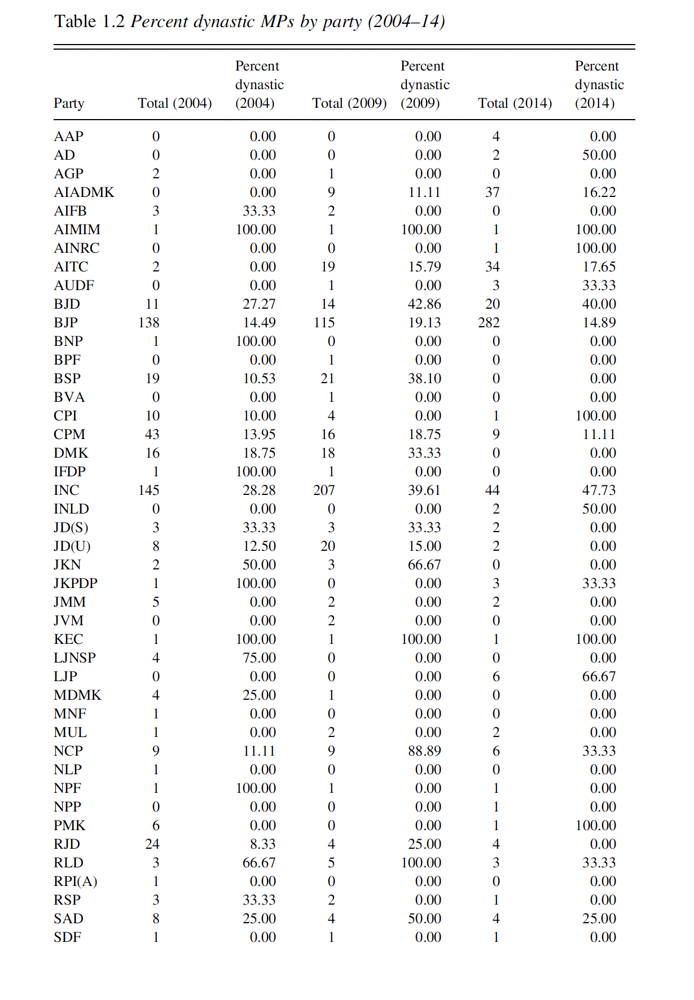 Table 1.2 Percent dynastic MPs by party (2004–14)
Percent Percent Percent
dynastic dynastic dynastic
Party Total (2004) (2004) Total (2009) (2009) Total (2014) (2014)
AAP 0 0.00 0 0.00 4 0.00
AD 0 0.00 0 0.00 2 50.00
AGP 2 0.00 1 0.00 0 0.00
AIADMK 0 0.00 9 11.11 37 16.22
AIFB 3 33.33 2 0.00 0 0.00
AIMIM 1 100.00 1 100.00 1 100.00
AINRC 0 0.00 0 0.00 1 100.00
AITC 2 0.00 19 15.79 34 17.65
AUDF 0 0.00 1 0.00 3 33.33
BJD 11 27.27 14 42.86 20 40.00
BJP 138 14.49 115 19.13 282 14.89
BNP 1 100.00 0 0.00 0 0.00
BPF 0 0.00 1 0.00 0 0.00
BSP 19 10.53 21 38.10 0 0.00
BVA 0 0.00 1 0.00 0 0.00
CPI 10 10.00 4 0.00 1 100.00
CPM 43 13.95 16 18.75 9 11.11
DMK 16 18.75 18 33.33 0 0.00
IFDP 1 100.00 1 0.00 0 0.00
INC 145 28.28 207 39.61 44 47.73
INLD 0 0.00 0 0.00 2 50.00
JD(S) 3 33.33 3 33.33 2 0.00
JD(U) 8 12.50 20 15.00 2 0.00
JKN 2 50.00 3 66.67 0 0.00
JKPDP 1 100.00 0 0.00 3 33.33
JMM 5 0.00 2 0.00 2 0.00
JVM 0 0.00 2 0.00 0 0.00
KEC 1 100.00 1 100.00 1 100.00
LJNSP 4 75.00 0 0.00 0 0.00
LJP 0 0.00 0 0.00 6 66.67
MDMK 4 25.00 1 0.00 0 0.00
MNF 1 0.00 0 0.00 0 0.00
MUL 1 0.00 2 0.00 2 0.00
NCP 9 11.11 9 88.89 6 33.33
NLP 1 0.00 0 0.00 0 0.00
NPF 1 100.00 1 0.00 1 0.00
NPP 0 0.00 0 0.00 1 0.00
PMK 6 0.00 0 0.00 1 100.00
RJD 24 8.33 4 25.00 4 0.00
RLD 3 66.67 5 100.00 3 33.33
RPI(A) 1 0.00 0 0.00 0 0.00
RSP 3 33.33 2 0.00 1 0.00
SAD 8 25.00 4 50.00 4 25.00
SDF 1 0.00 1 0.00 1 0.00